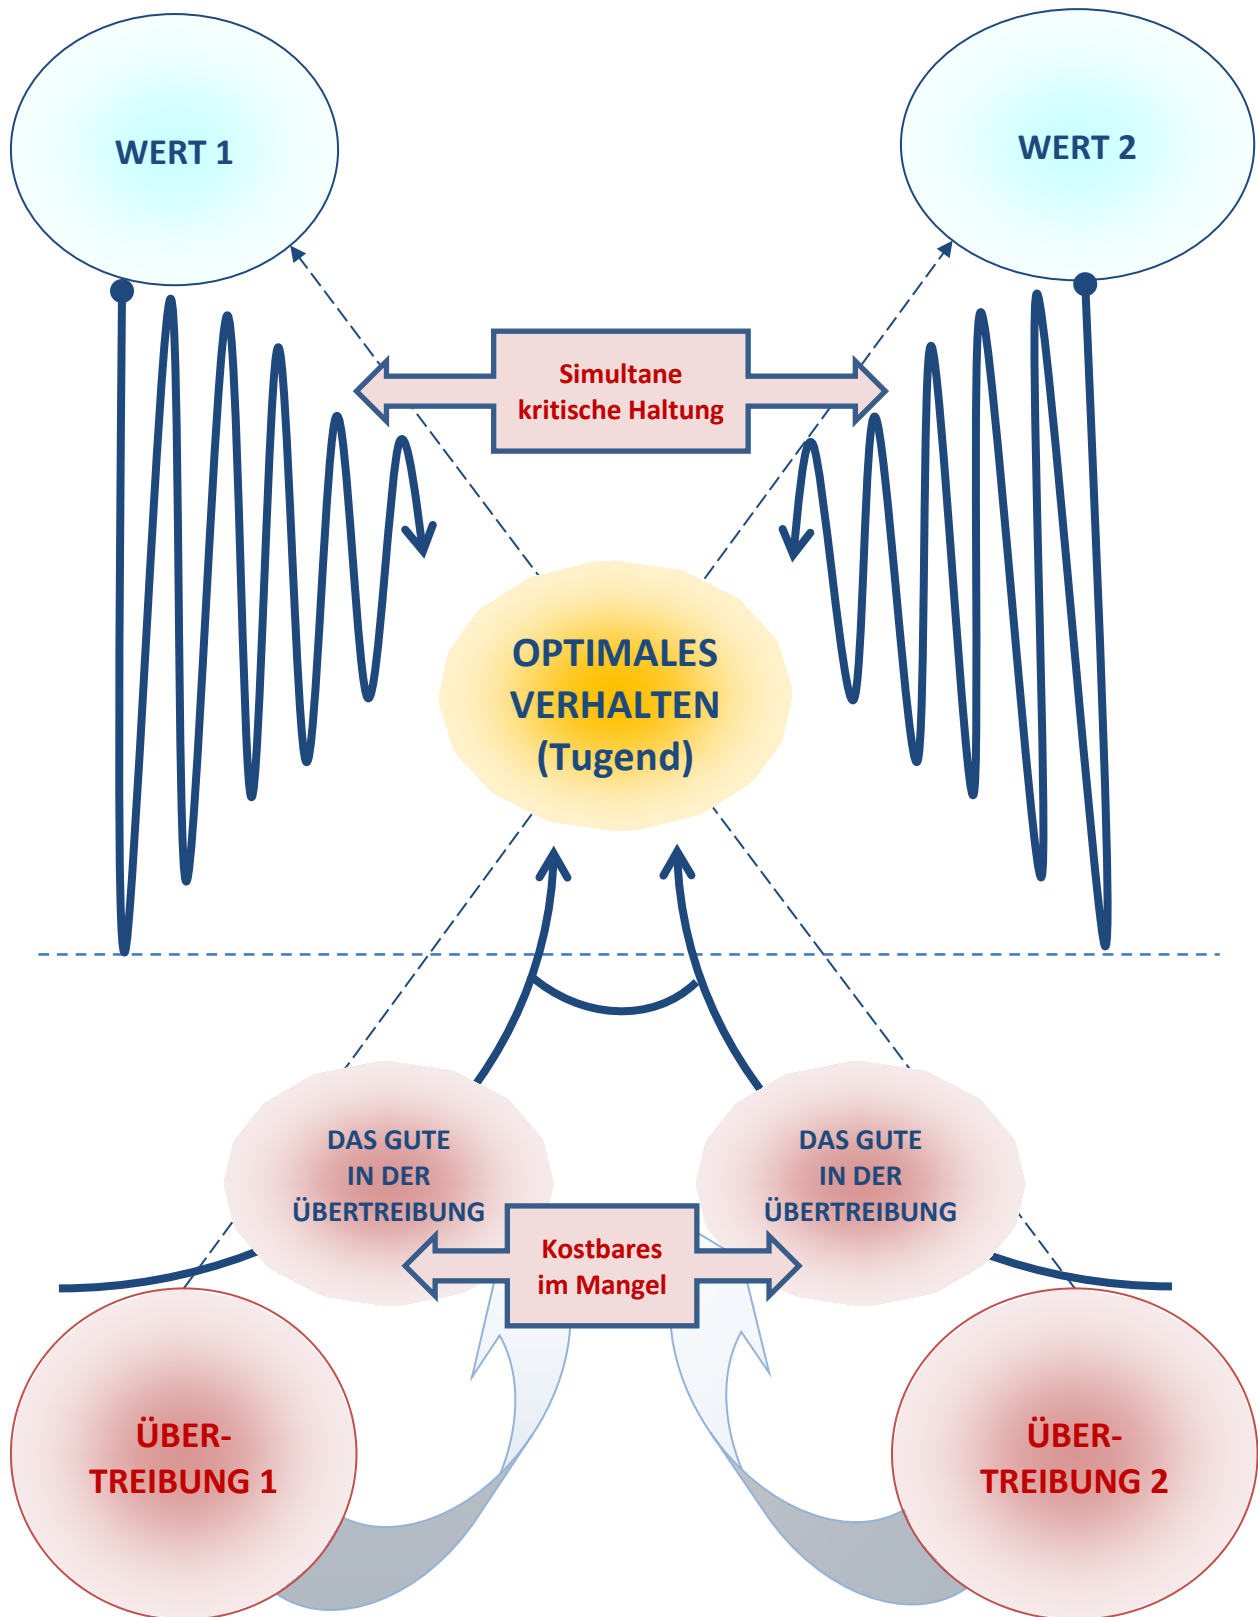 WERT 1
WERT 2
Simultane
kritische Haltung
OPTIMALES
VERHALTEN
(Tugend)
DAS GUTE
IN DER
ÜBERTREIBUNG
DAS GUTE
IN DER
ÜBERTREIBUNG
Kostbares
im Mangel
ÜBER-
TREIBUNG 1
ÜBER-
TREIBUNG 2